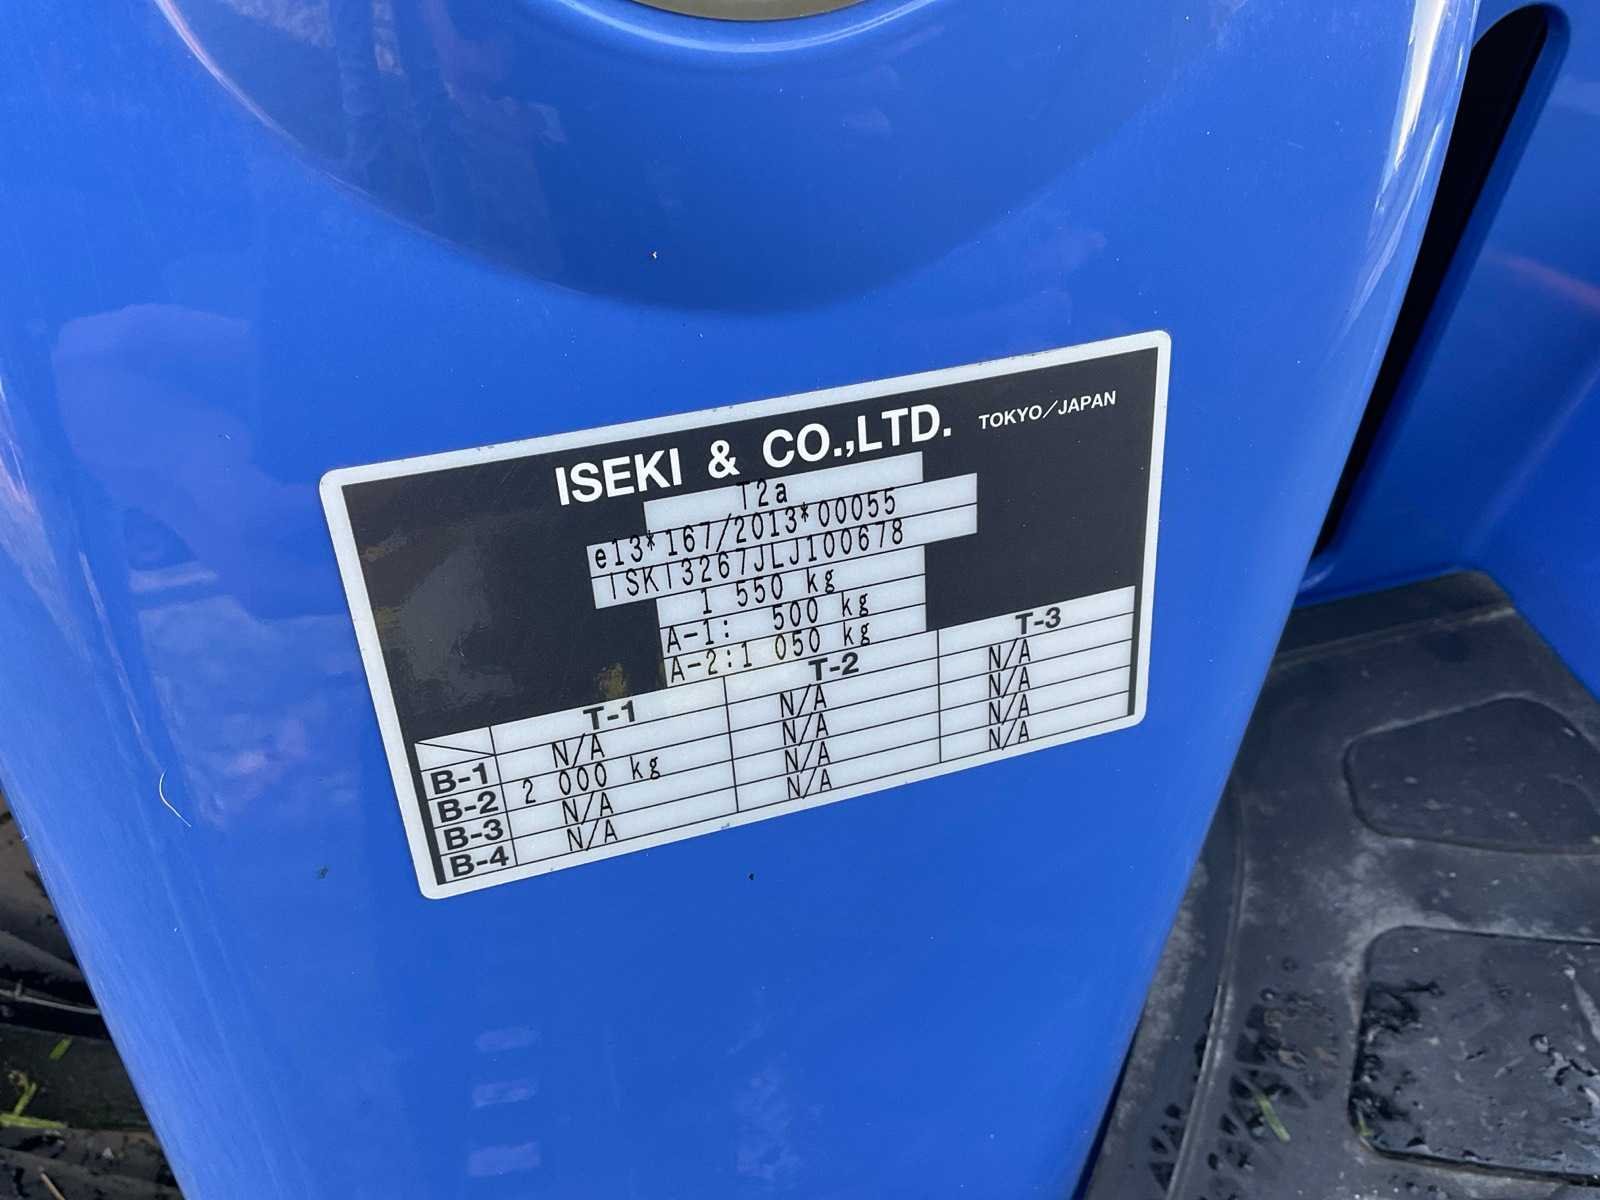 ISEKI & CO.,LTD. TOKYO/JAPAN
T2a
e13*167/2013*00055
ISKT3267JLJ100678
1 550 kg
A-1: 500 kg
A-2:1 050 kg
T-1 T-2 T-3
B-1 N/A N/A N/A
B-2 2 000 kg N/A N/A
B-3 N/A N/A N/A
B-4 N/A N/A N/A